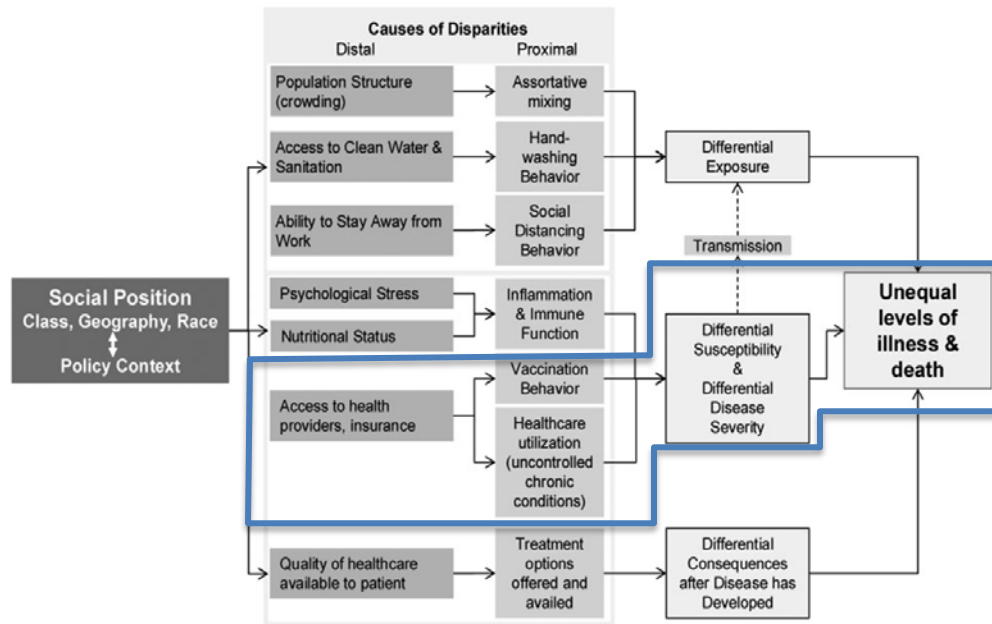 Causes of Disparities
Distal
Proximal
Population Structure
(crowding)
Assortative
mixing
Access to Clean Water &
Sanitation
Hand-
washing
Behavior
Differential
Exposure
Ability to Stay Away from
Work
Social
Distancing
Behavior
Transmission
Social Position
Class, Geography, Race
Policy Context
Psychological Stress
Nutritional Status
Inflammation
& Immune
Function
Access to health
providers, insurance
Vaccination
Behavior
Healthcare
utilization
(uncontrolled
chronic
conditions)
Differential
Susceptibility
&
Differential
Disease
Severity
Unequal
levels of
illness &
death
Quality of healthcare
available to patient
Treatment
options
offered and
availed
Differential
Consequences
after Disease has
Developed